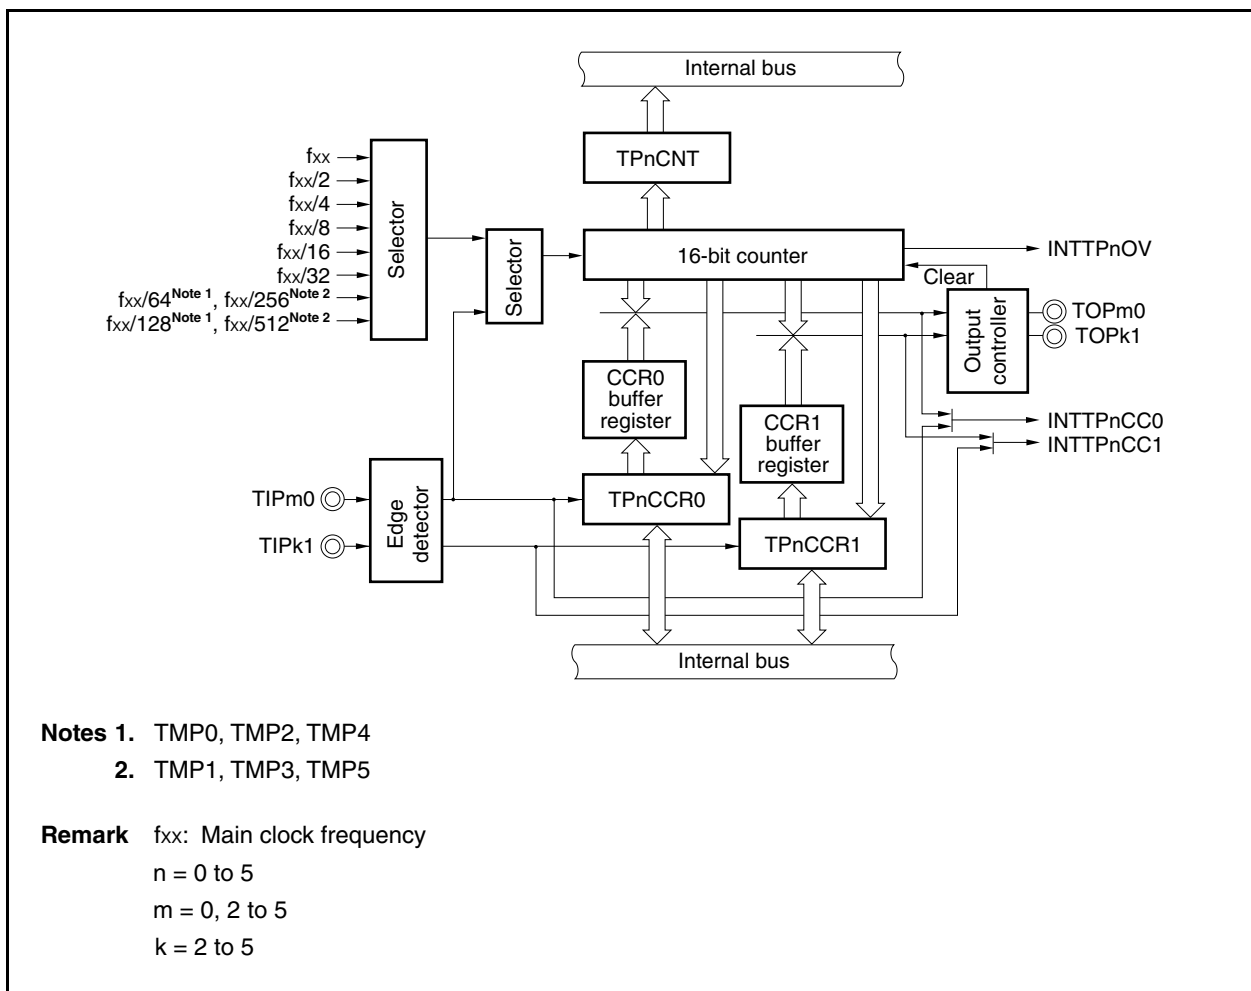 Internal bus
TPnCNT
fxx
fxx/2
fxx/4
fxx/8
fxx/16
fxx/32
fxx/64Note 1, fxx/256Note 2
fxx/128Note 1, fxx/512Note 2
Selector
Selector
16-bit counter
INTTPnOV
Clear
TOPm0
TOPk1
Output
controller
CCR0
buffer
register
CCR1
buffer
register
INTTPnCC0
INTTPnCC1
TIPm0
TIPk1
Edge
detector
TPnCCR0
TPnCCR1
Internal bus
Notes 1. TMP0, TMP2, TMP4
2. TMP1, TMP3, TMP5
Remark fxx: Main clock frequency
n = 0 to 5
m = 0, 2 to 5
k = 2 to 5